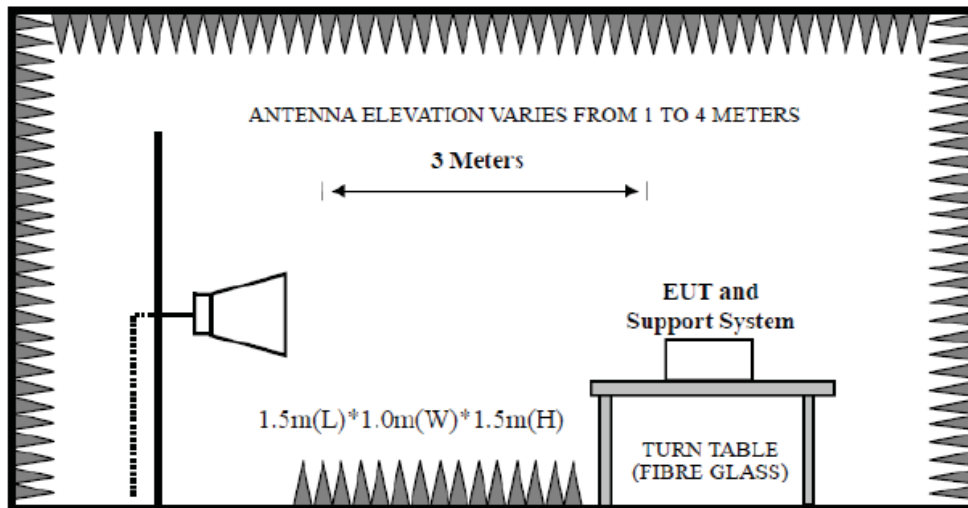 ANTENNA ELEVATION VARIES FROM 1 TO 4 METERS
3 Meters
EUT and
Support System
1.5m(L)*1.0m(W)*1.5m(H)
TURN TABLE
(FIBRE GLASS)